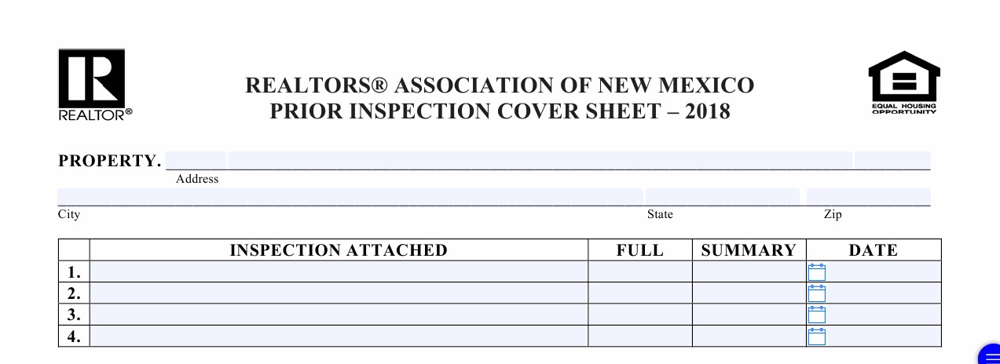 REALTORS® ASSOCIATION OF NEW MEXICO
PRIOR INSPECTION COVER SHEET – 2018
REALTOR®
EQUAL HOUSING
OPPORTUNITY
PROPERTY.
Address
City State Zip
INSPECTION ATTACHED FULL SUMMARY DATE
1.
2.
3.
4.